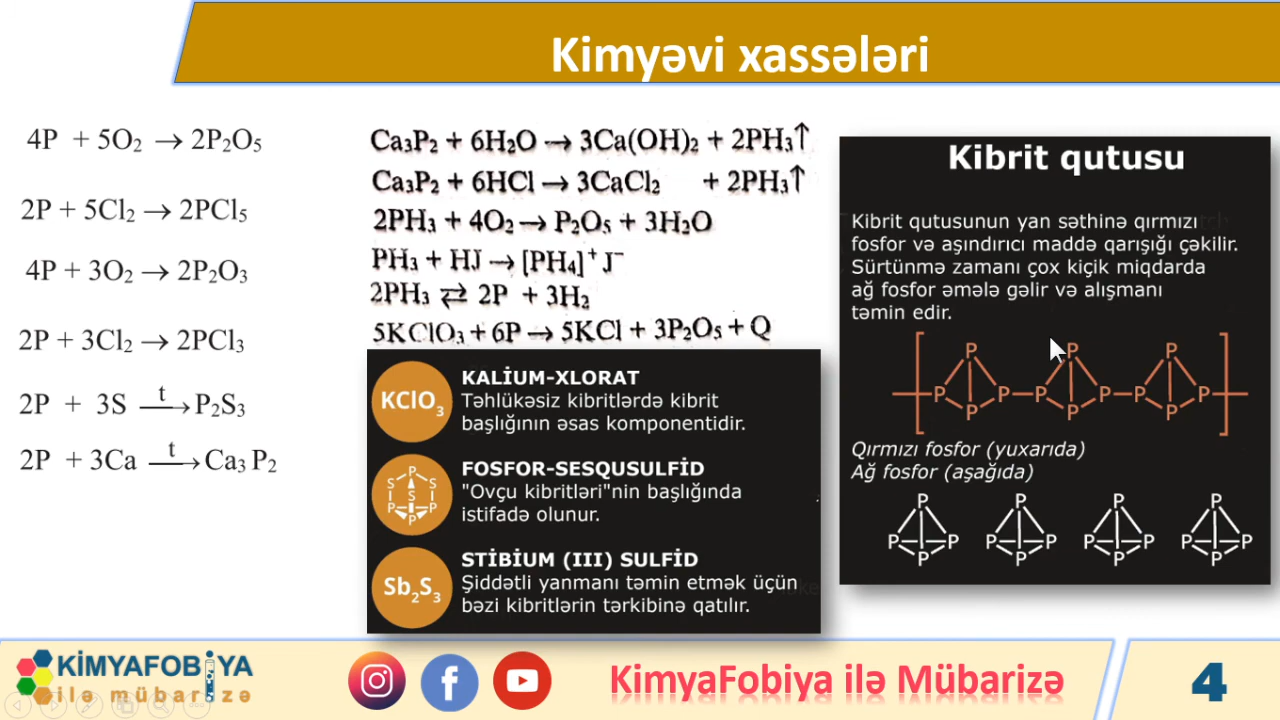 Kimyəvi xassələri
4P + 5O₂ → 2P₂O₅
2P + 5Cl₂ → 2PCl₅
4P + 3O₂ → 2P₂O₃
2P + 3Cl₂ → 2PCl₃
2P + 3S —t→ P₂S₃
2P + 3Ca —t→ Ca₃P₂
Ca₃P₂ + 6H₂O → 3Ca(OH)₂ + 2PH₃↑
Ca₃P₂ + 6HCl → 3CaCl₂ + 2PH₃↑
2PH₃ + 4O₂ → P₂O₅ + 3H₂O
PH₃ + HJ → [PH₄]⁺J⁻
2PH₃ ⇄ 2P + 3H₂
5KClO₃ + 6P → 5KCl + 3P₂O₅ + Q
KClO₃
KALİUM-XLORAT
Təhlükəsiz kibritlərdə kibrit
başlığının əsas komponentidir.
P
S S
S
P P
P
FOSFOR-SESQUSULFİD
"Ovçu kibritləri"nin başlığında
istifadə olunur.
Sb₂S₃
STİBİUM (III) SULFİD
Şiddətli yanmanı təmin etmək üçün
bəzi kibritlərin tərkibinə qatılır.
Kibrit qutusu
Kibrit qutusunun yan səthinə qırmızı
fosfor və aşındırıcı maddə qarışığı çəkilir.
Sürtünmə zamanı çox kiçik miqdarda
ağ fosfor əmələ gəlir və alışmanı
təmin edir.
P P P
P P P P P P
P P P
Qırmızı fosfor (yuxarıda)
Ağ fosfor (aşağıda)
P P P P
P P P P P P P P
P P P P
KİMYAFOBİYA
ilə mübarizə
KimyaFobiya ilə Mübarizə
4